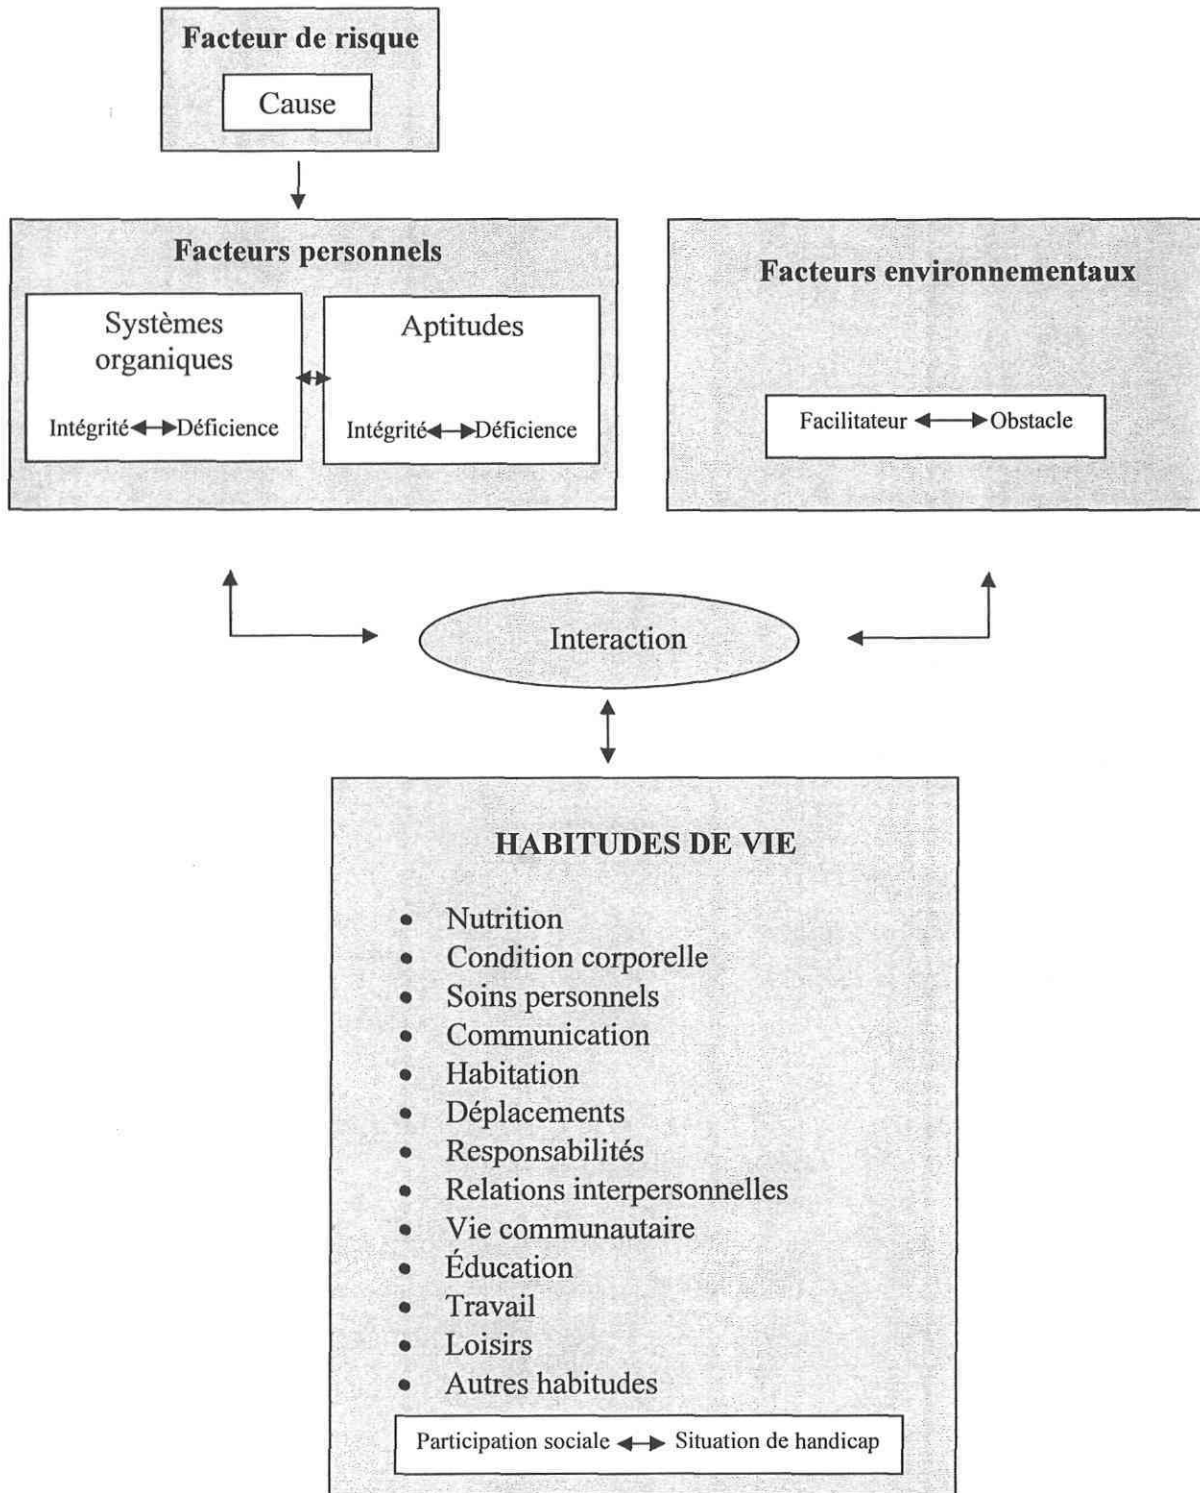 Facteur de risque
Cause
Facteurs personnels
Systèmes
organiques
Intégrité Déficience
Aptitudes
Intégrité Déficience
Facteurs environnementaux
Facilitateur Obstacle
Interaction
HABITUDES DE VIE
• Nutrition
• Condition corporelle
• Soins personnels
• Communication
• Habitation
• Déplacements
• Responsabilités
• Relations interpersonnelles
• Vie communautaire
• Éducation
• Travail
• Loisirs
• Autres habitudes
Participation sociale Situation de handicap